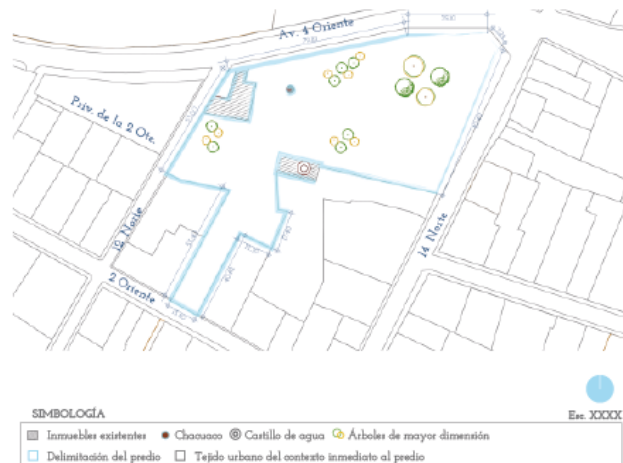 Av. 4 Oriente
Priv. de la 2 Ote.
12 Norte
14 Norte
2 Oriente
Esc. XXXX
SIMBOLOGÍA
Inmuebles existentes Chacuaco Castillo de agua Árboles de mayor dimensión
Delimitación del predio Tejido urbano del contexto inmediato al predio